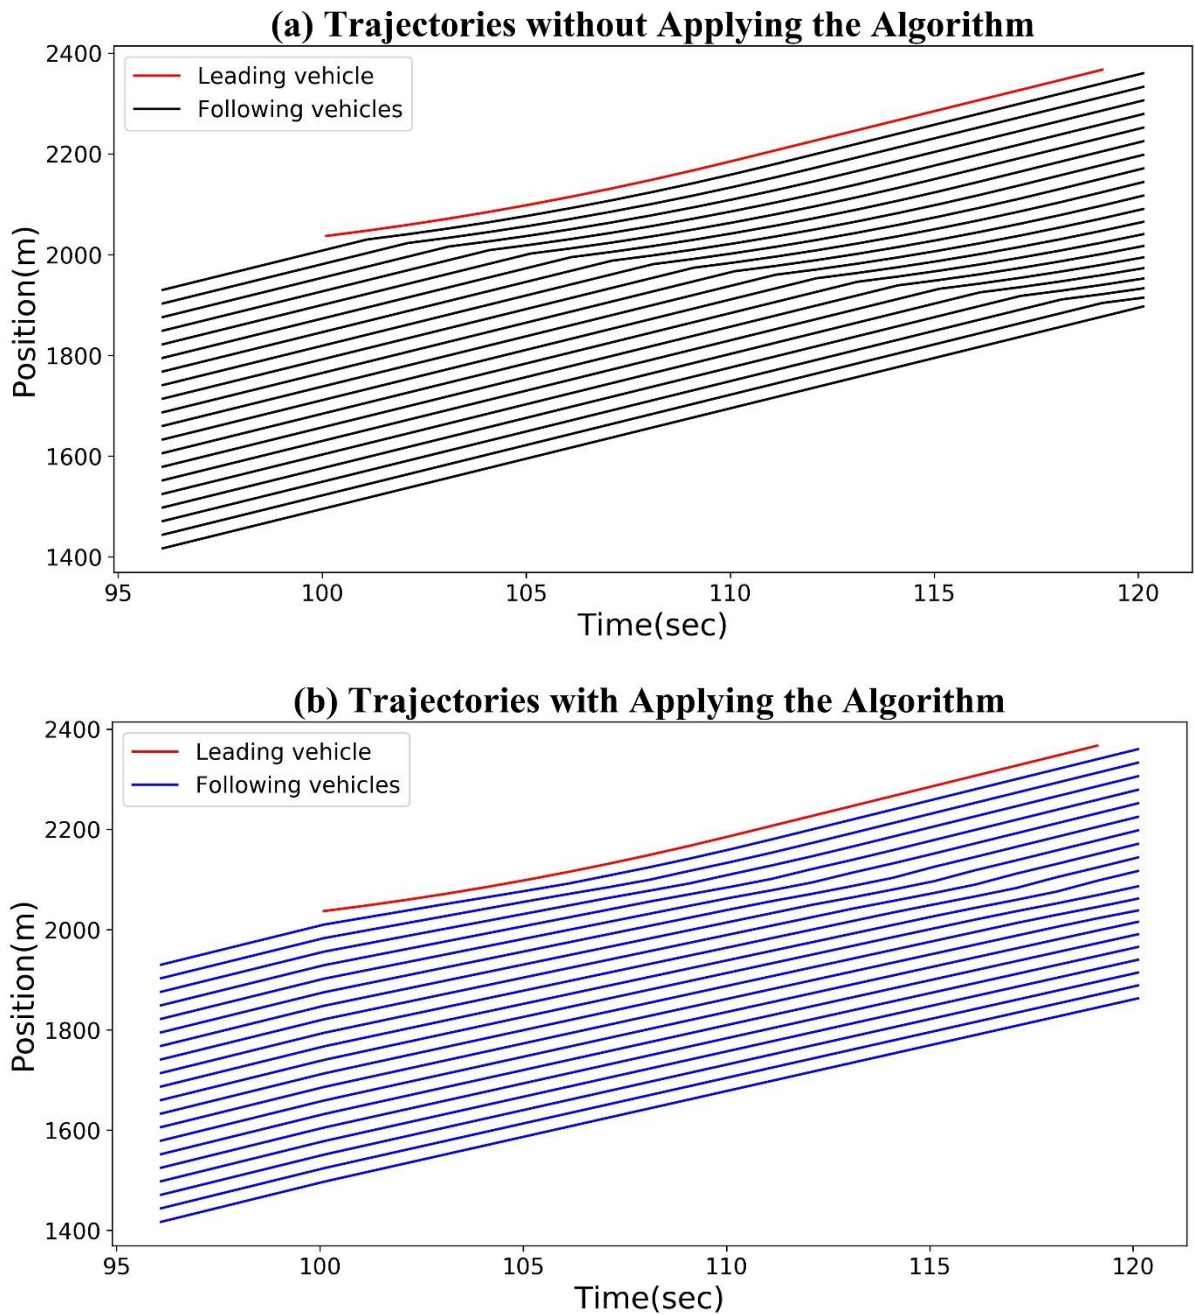 (a) Trajectories without Applying the Algorithm
2400
Leading vehicle
Following vehicles
2200
2000
1800
1600
1400
Position(m)
95 100 105 110 115 120
Time(sec)
(b) Trajectories with Applying the Algorithm
2400
Leading vehicle
Following vehicles
2200
2000
1800
1600
1400
Position(m)
95 100 105 110 115 120
Time(sec)